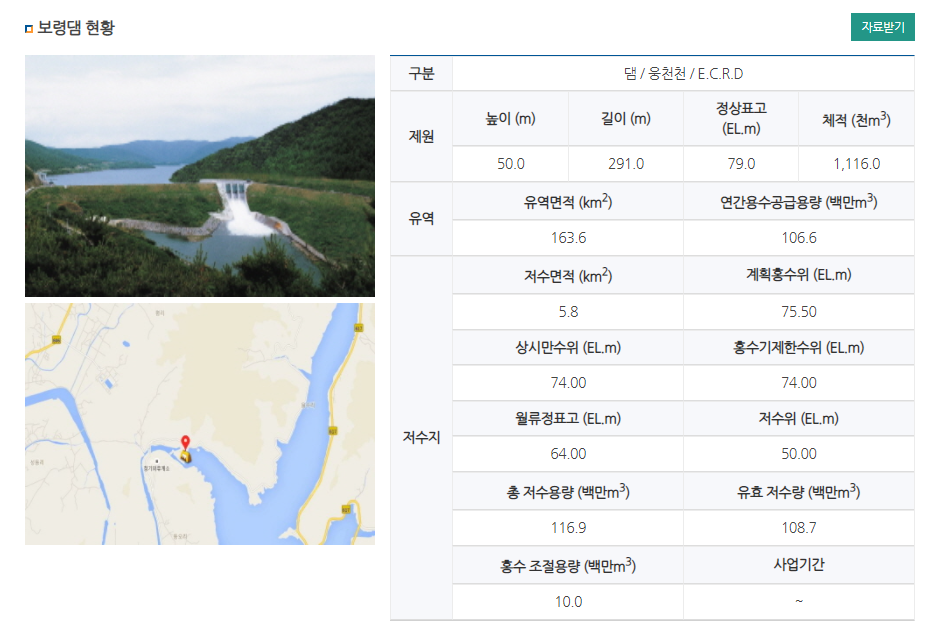 보령댐 현황
자료받기
구분
댐 / 웅천천 / E.C.R.D
제원
높이 (m)
길이 (m)
정상표고
(EL.m)
체적 (천m³)
50.0
291.0
79.0
1,116.0
유역
유역면적 (km²)
연간용수공급용량 (백만m³)
163.6
106.6
저수지
저수면적 (km²)
계획홍수위 (EL.m)
5.8
75.50
상시만수위 (EL.m)
홍수기제한수위 (EL.m)
74.00
74.00
월류정표고 (EL.m)
저수위 (EL.m)
64.00
50.00
총 저수용량 (백만m³)
유효 저수량 (백만m³)
116.9
108.7
홍수 조절용량 (백만m³)
사업기간
10.0
~